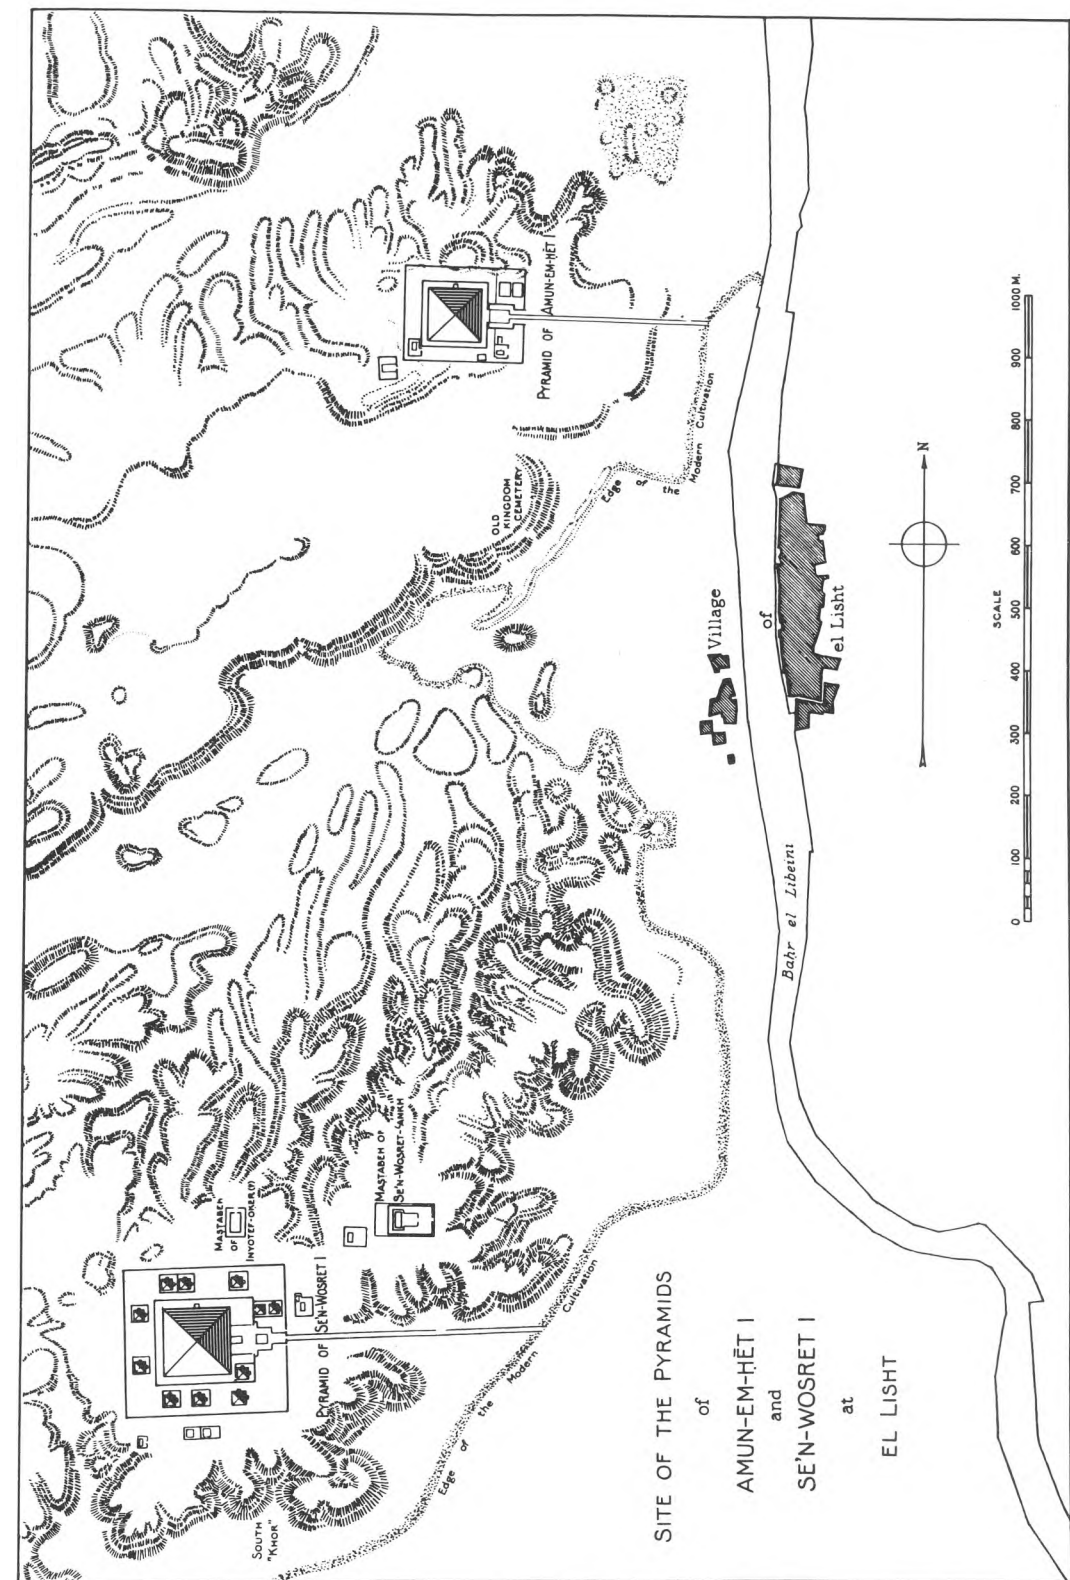 SITE OF THE PYRAMIDS
of
AMUN-EM-ḤĒT I
and
SE'N-WOSRET I
at
EL LISHT
SOUTH
"KHOR"
PYRAMID OF SE'N-WOSRET I
MASTABEH
OF
MASTABEH OF
SE'N-WOSRET-'ANKH
Edge of the Modern Cultivation
OLD
KINGDOM
CEMETERY
Edge of the Modern Cultivation
PYRAMID OF AMUN-EM-ḤĒT I
Village
of
el Lisht
Bahr el Libeini
N
SCALE
0 100 200 300 400 500 600 700 800 900 1000 M.